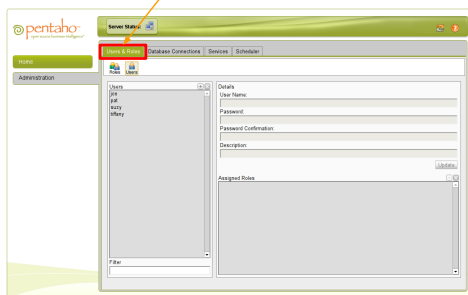 pentaho
open source business intelligence
Server Status
Home
Administration
Users & Roles
Database Connections
Services
Scheduler
Roles
Users
Users
joe
pat
suzy
tiffany
Filter
Details
User Name:
Password:
Password Confirmation:
Description:
Update
Assigned Roles